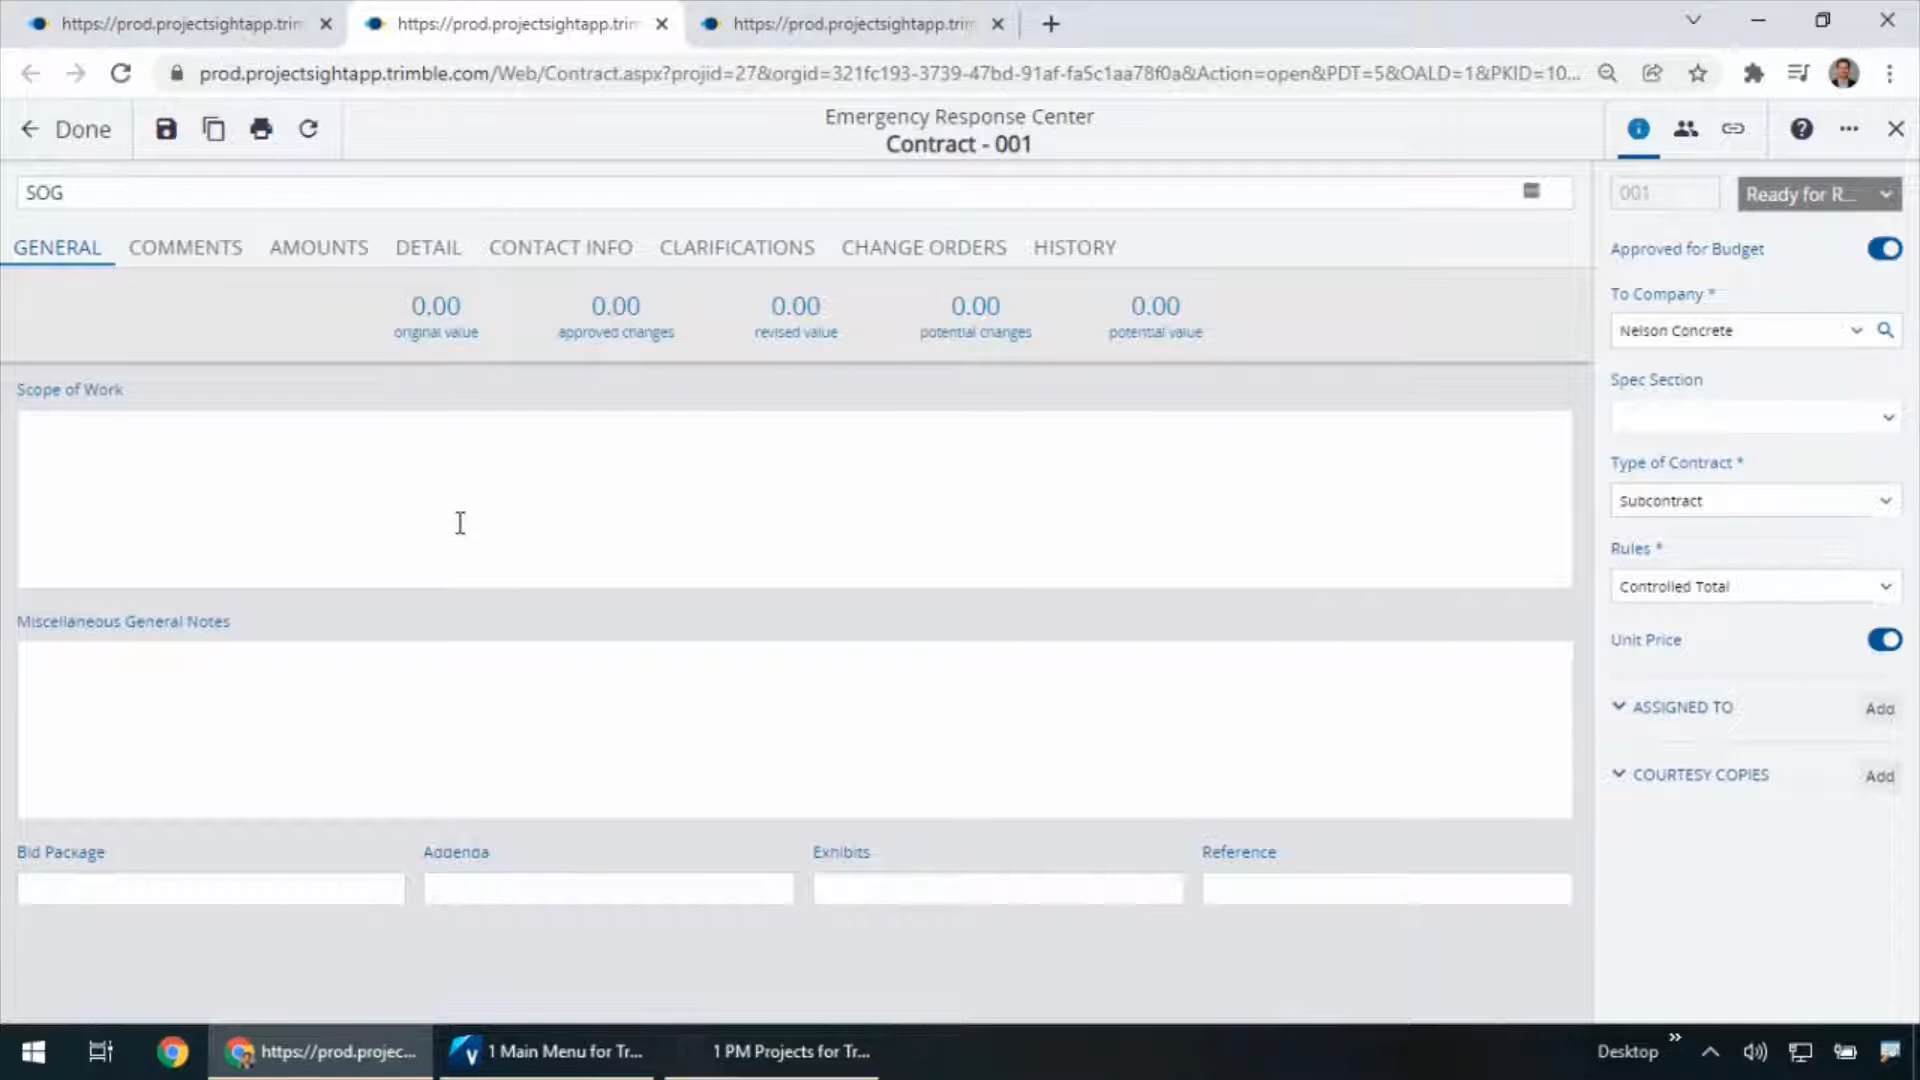 https://prod.projectsightapp.trim
https://prod.projectsightapp.trim
https://prod.projectsightapp.trim
prod.projectsightapp.trimble.com/Web/Contract.aspx?projid=27&orgid=321fc193-3739-47bd-91af-fa5c1aa78f0a&Action=open&PDT=5&OALD=1&PKID=10...
Done
Emergency Response Center
Contract - 001
SOG
001
Ready for R...
GENERAL COMMENTS AMOUNTS DETAIL CONTACT INFO CLARIFICATIONS CHANGE ORDERS HISTORY
Approved for Budget
0.00 0.00 0.00 0.00 0.00
original value approved changes revised value potential changes potential value
To Company *
Nelson Concrete
Spec Section
Scope of Work
Type of Contract *
Subcontract
Rules *
Controlled Total
Miscellaneous General Notes
Unit Price
ASSIGNED TO Add
COURTESY COPIES Add
Bid Package Addenda Exhibits Reference
https://prod.projec...
1 Main Menu for Tr...
1 PM Projects for Tr...
Desktop